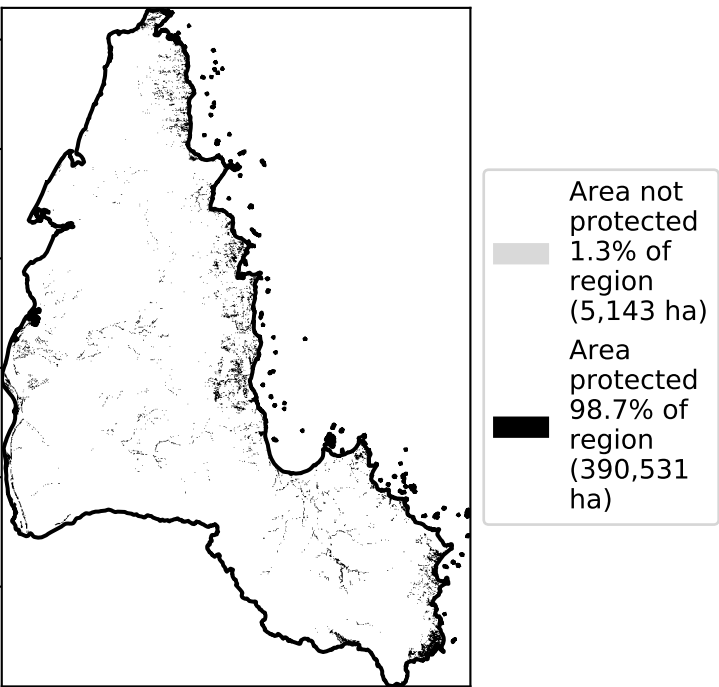 Area not
protected
1.3% of
region
(5,143 ha)
Area
protected
98.7% of
region
(390,531
ha)